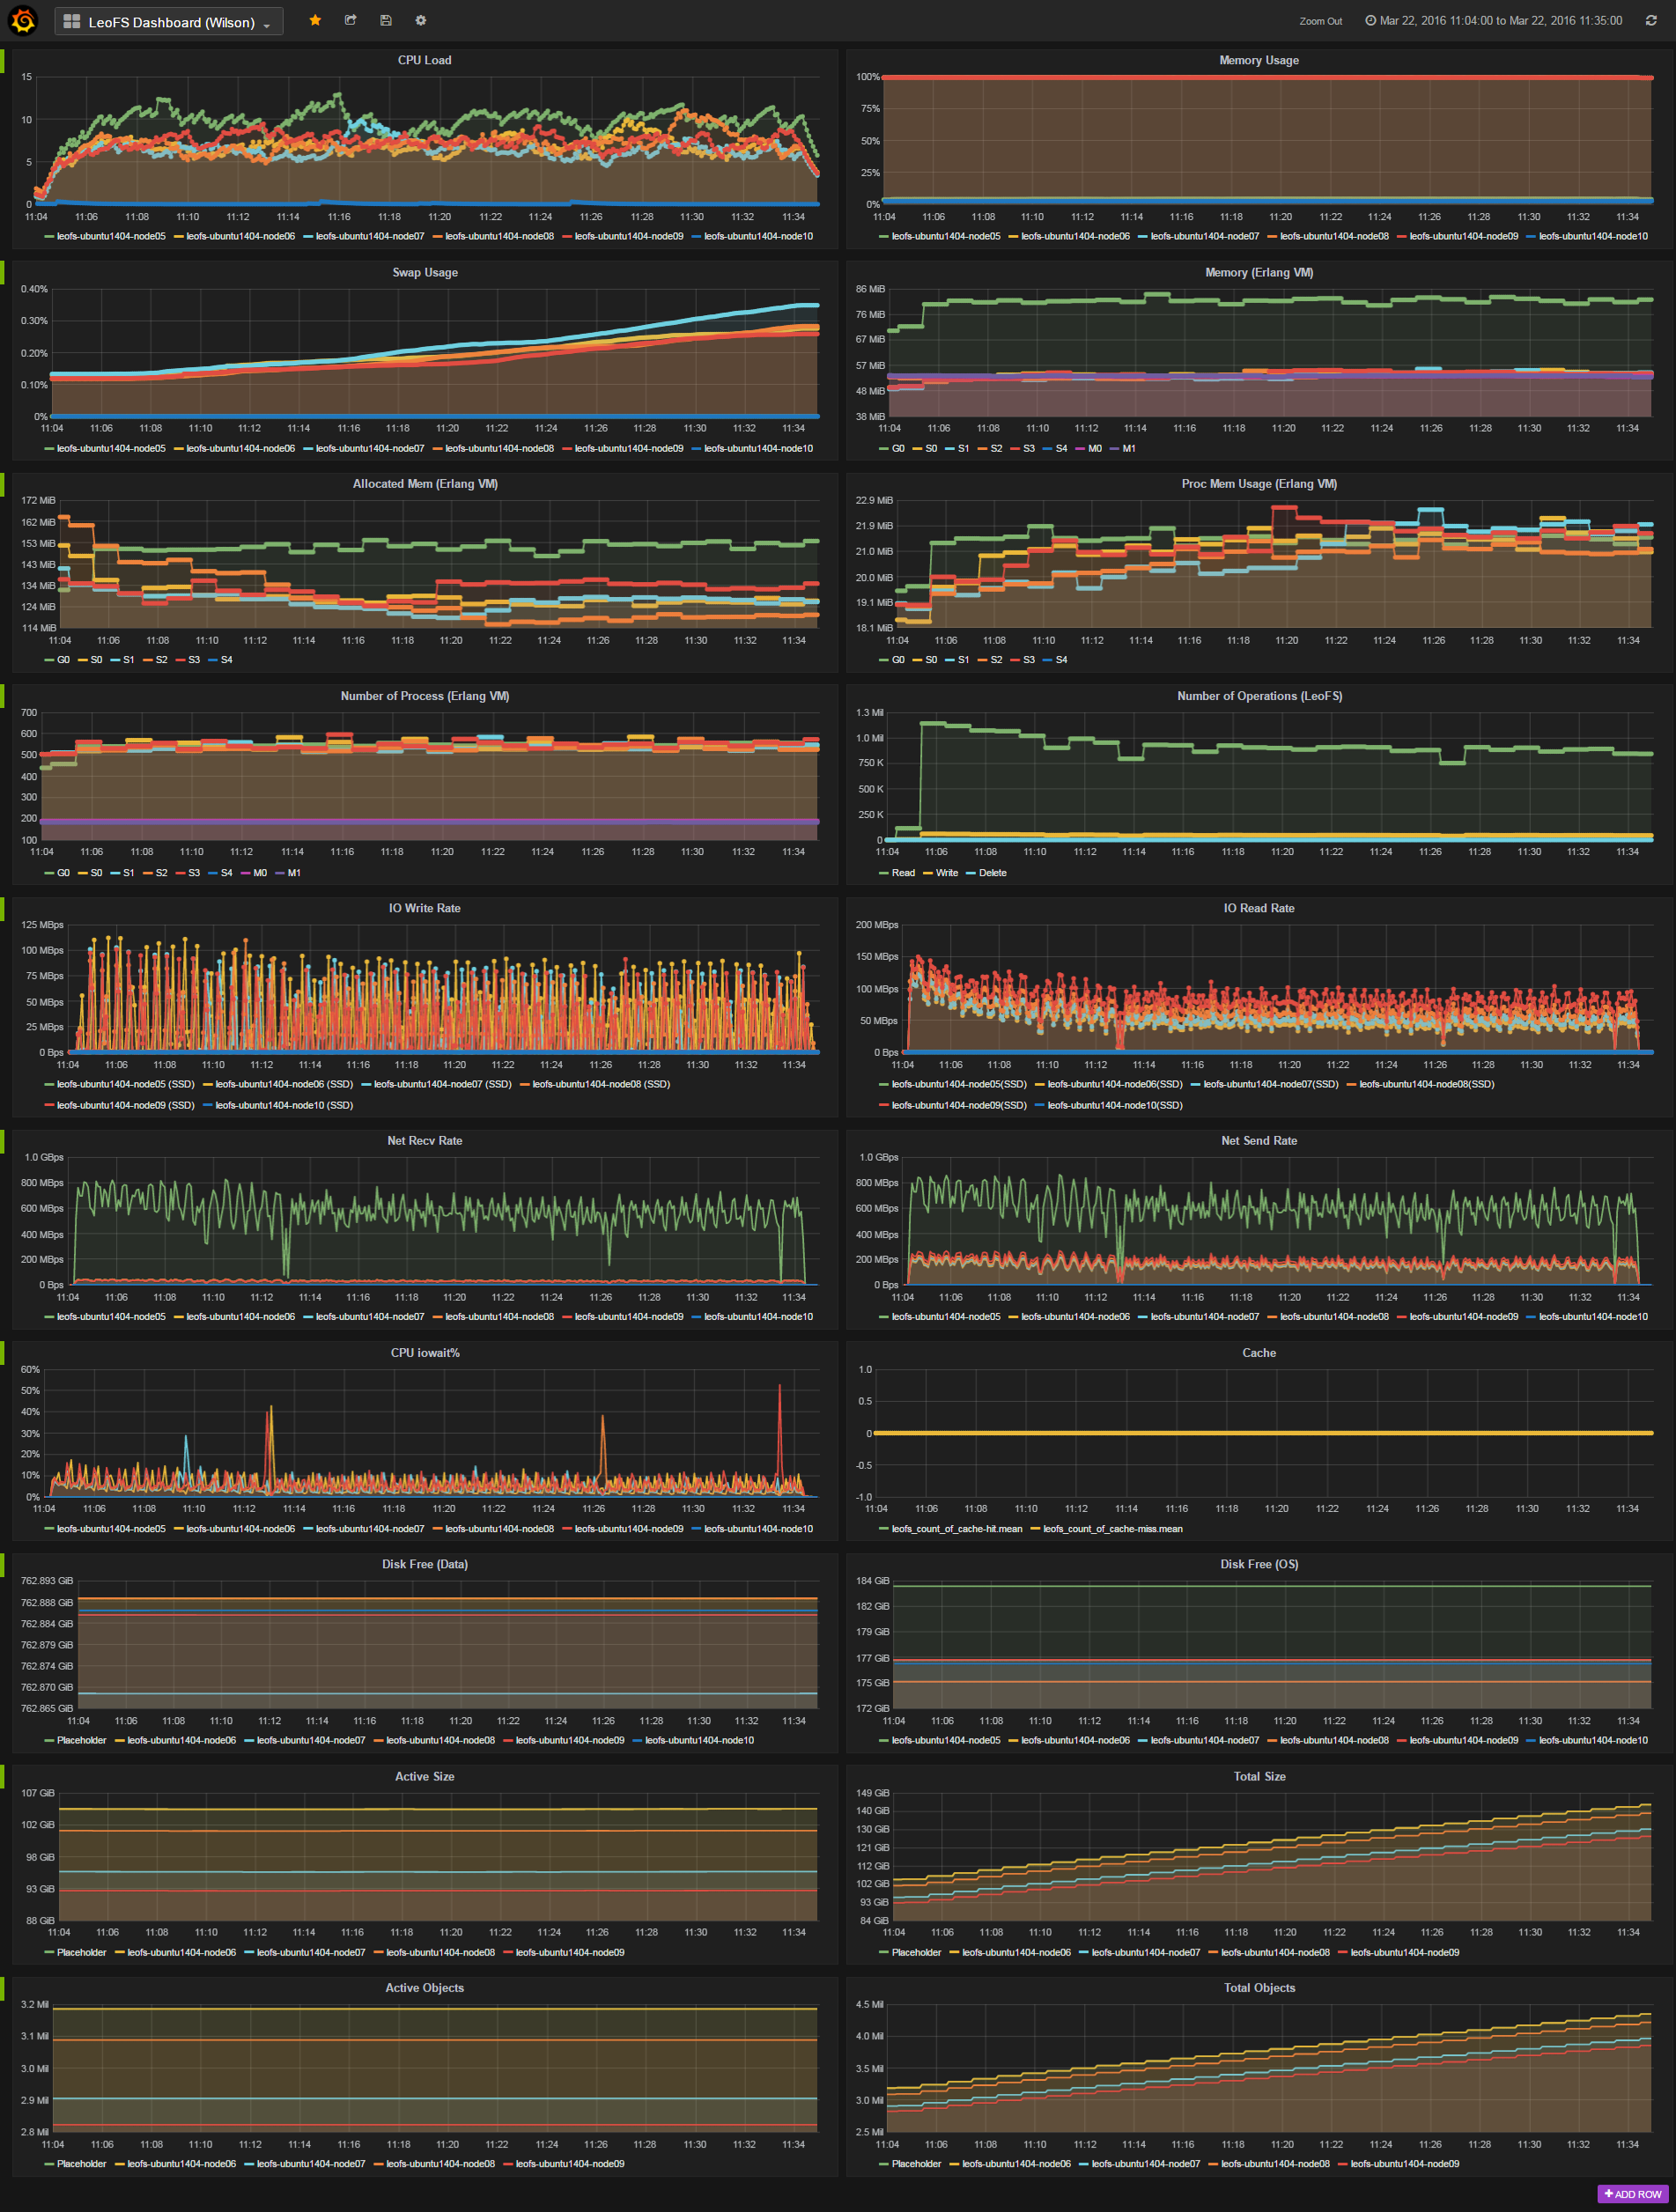 LeoFS Dashboard (Wilson)
Zoom Out
Mar 22, 2016 11:04:00 to Mar 22, 2016 11:35:00
CPU Load
15
10
5
0
11:04 11:06 11:08 11:10 11:12 11:14 11:16 11:18 11:20 11:22 11:24 11:26 11:28 11:30 11:32 11:34
leofs-ubuntu1404-node05 leofs-ubuntu1404-node06 leofs-ubuntu1404-node07 leofs-ubuntu1404-node08 leofs-ubuntu1404-node09 leofs-ubuntu1404-node10
Memory Usage
100%
75%
50%
25%
0%
11:04 11:06 11:08 11:10 11:12 11:14 11:16 11:18 11:20 11:22 11:24 11:26 11:28 11:30 11:32 11:34
leofs-ubuntu1404-node05 leofs-ubuntu1404-node06 leofs-ubuntu1404-node07 leofs-ubuntu1404-node08 leofs-ubuntu1404-node09 leofs-ubuntu1404-node10
Swap Usage
0.40%
0.30%
0.20%
0.10%
0%
11:04 11:06 11:08 11:10 11:12 11:14 11:16 11:18 11:20 11:22 11:24 11:26 11:28 11:30 11:32 11:34
leofs-ubuntu1404-node05 leofs-ubuntu1404-node06 leofs-ubuntu1404-node07 leofs-ubuntu1404-node08 leofs-ubuntu1404-node09 leofs-ubuntu1404-node10
Memory (Erlang VM)
86 MiB
76 MiB
67 MiB
57 MiB
48 MiB
38 MiB
11:04 11:06 11:08 11:10 11:12 11:14 11:16 11:18 11:20 11:22 11:24 11:26 11:28 11:30 11:32 11:34
G0 S0 S1 S2 S3 S4 M0 M1
Allocated Mem (Erlang VM)
172 MiB
162 MiB
153 MiB
143 MiB
134 MiB
124 MiB
114 MiB
11:04 11:06 11:08 11:10 11:12 11:14 11:16 11:18 11:20 11:22 11:24 11:26 11:28 11:30 11:32 11:34
G0 S0 S1 S2 S3 S4
Proc Mem Usage (Erlang VM)
22.9 MiB
21.9 MiB
21.0 MiB
20.0 MiB
19.1 MiB
18.1 MiB
11:04 11:06 11:08 11:10 11:12 11:14 11:16 11:18 11:20 11:22 11:24 11:26 11:28 11:30 11:32 11:34
G0 S0 S1 S2 S3 S4
Number of Process (Erlang VM)
700
600
500
400
300
200
100
11:04 11:06 11:08 11:10 11:12 11:14 11:16 11:18 11:20 11:22 11:24 11:26 11:28 11:30 11:32 11:34
G0 S0 S1 S2 S3 S4 M0 M1
Number of Operations (LeoFS)
1.3 Mil
1.0 Mil
750 K
500 K
250 K
0
11:04 11:06 11:08 11:10 11:12 11:14 11:16 11:18 11:20 11:22 11:24 11:26 11:28 11:30 11:32 11:34
Read Write Delete
IO Write Rate
125 MBps
100 MBps
75 MBps
50 MBps
25 MBps
0 Bps
11:04 11:06 11:08 11:10 11:12 11:14 11:16 11:18 11:20 11:22 11:24 11:26 11:28 11:30 11:32 11:34
leofs-ubuntu1404-node05 (SSD) leofs-ubuntu1404-node06 (SSD) leofs-ubuntu1404-node07 (SSD) leofs-ubuntu1404-node08 (SSD)
leofs-ubuntu1404-node09 (SSD) leofs-ubuntu1404-node10 (SSD)
IO Read Rate
200 MBps
150 MBps
100 MBps
50 MBps
0 Bps
11:04 11:06 11:08 11:10 11:12 11:14 11:16 11:18 11:20 11:22 11:24 11:26 11:28 11:30 11:32 11:34
leofs-ubuntu1404-node05(SSD) leofs-ubuntu1404-node06(SSD) leofs-ubuntu1404-node07(SSD) leofs-ubuntu1404-node08(SSD)
leofs-ubuntu1404-node09(SSD) leofs-ubuntu1404-node10(SSD)
Net Recv Rate
1.0 GBps
800 MBps
600 MBps
400 MBps
200 MBps
0 Bps
11:04 11:06 11:08 11:10 11:12 11:14 11:16 11:18 11:20 11:22 11:24 11:26 11:28 11:30 11:32 11:34
leofs-ubuntu1404-node05 leofs-ubuntu1404-node06 leofs-ubuntu1404-node07 leofs-ubuntu1404-node08 leofs-ubuntu1404-node09 leofs-ubuntu1404-node10
Net Send Rate
1.0 GBps
800 MBps
600 MBps
400 MBps
200 MBps
0 Bps
11:04 11:06 11:08 11:10 11:12 11:14 11:16 11:18 11:20 11:22 11:24 11:26 11:28 11:30 11:32 11:34
leofs-ubuntu1404-node05 leofs-ubuntu1404-node06 leofs-ubuntu1404-node07 leofs-ubuntu1404-node08 leofs-ubuntu1404-node09 leofs-ubuntu1404-node10
CPU iowait%
60%
50%
40%
30%
20%
10%
0%
11:04 11:06 11:08 11:10 11:12 11:14 11:16 11:18 11:20 11:22 11:24 11:26 11:28 11:30 11:32 11:34
leofs-ubuntu1404-node05 leofs-ubuntu1404-node06 leofs-ubuntu1404-node07 leofs-ubuntu1404-node08 leofs-ubuntu1404-node09 leofs-ubuntu1404-node10
Cache
1.0
0.5
0
-0.5
-1.0
11:04 11:06 11:08 11:10 11:12 11:14 11:16 11:18 11:20 11:22 11:24 11:26 11:28 11:30 11:32 11:34
leofs_count_of_cache-hit.mean leofs_count_of_cache-miss.mean
Disk Free (Data)
762.893 GiB
762.888 GiB
762.884 GiB
762.879 GiB
762.874 GiB
762.870 GiB
762.865 GiB
11:04 11:06 11:08 11:10 11:12 11:14 11:16 11:18 11:20 11:22 11:24 11:26 11:28 11:30 11:32 11:34
Placeholder leofs-ubuntu1404-node06 leofs-ubuntu1404-node07 leofs-ubuntu1404-node08 leofs-ubuntu1404-node09 leofs-ubuntu1404-node10
Disk Free (OS)
184 GiB
182 GiB
179 GiB
177 GiB
175 GiB
172 GiB
11:04 11:06 11:08 11:10 11:12 11:14 11:16 11:18 11:20 11:22 11:24 11:26 11:28 11:30 11:32 11:34
leofs-ubuntu1404-node05 leofs-ubuntu1404-node06 leofs-ubuntu1404-node07 leofs-ubuntu1404-node08 leofs-ubuntu1404-node09 leofs-ubuntu1404-node10
Active Size
107 GiB
102 GiB
98 GiB
93 GiB
88 GiB
11:04 11:06 11:08 11:10 11:12 11:14 11:16 11:18 11:20 11:22 11:24 11:26 11:28 11:30 11:32 11:34
Placeholder leofs-ubuntu1404-node06 leofs-ubuntu1404-node07 leofs-ubuntu1404-node08 leofs-ubuntu1404-node09
Total Size
149 GiB
140 GiB
130 GiB
121 GiB
112 GiB
102 GiB
93 GiB
84 GiB
11:04 11:06 11:08 11:10 11:12 11:14 11:16 11:18 11:20 11:22 11:24 11:26 11:28 11:30 11:32 11:34
Placeholder leofs-ubuntu1404-node06 leofs-ubuntu1404-node07 leofs-ubuntu1404-node08 leofs-ubuntu1404-node09
Active Objects
3.2 Mil
3.1 Mil
3.0 Mil
2.9 Mil
2.8 Mil
11:04 11:06 11:08 11:10 11:12 11:14 11:16 11:18 11:20 11:22 11:24 11:26 11:28 11:30 11:32 11:34
Placeholder leofs-ubuntu1404-node06 leofs-ubuntu1404-node07 leofs-ubuntu1404-node08 leofs-ubuntu1404-node09
Total Objects
4.5 Mil
4.0 Mil
3.5 Mil
3.0 Mil
2.5 Mil
11:04 11:06 11:08 11:10 11:12 11:14 11:16 11:18 11:20 11:22 11:24 11:26 11:28 11:30 11:32 11:34
Placeholder leofs-ubuntu1404-node06 leofs-ubuntu1404-node07 leofs-ubuntu1404-node08 leofs-ubuntu1404-node09
+ ADD ROW